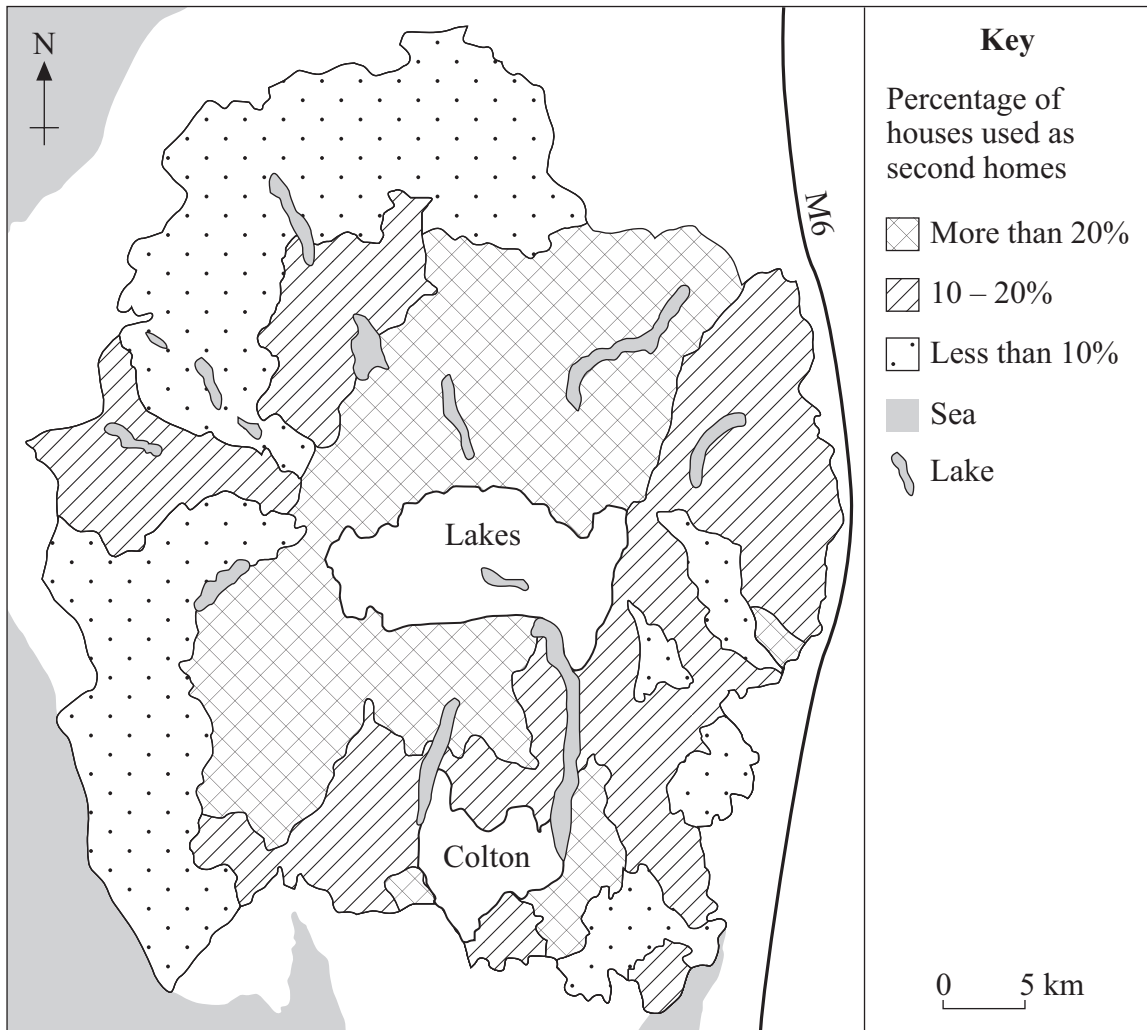 N
M6
Lakes
Colton
Key
Percentage of
houses used as
second homes
More than 20%
10 – 20%
Less than 10%
Sea
Lake
0 5 km